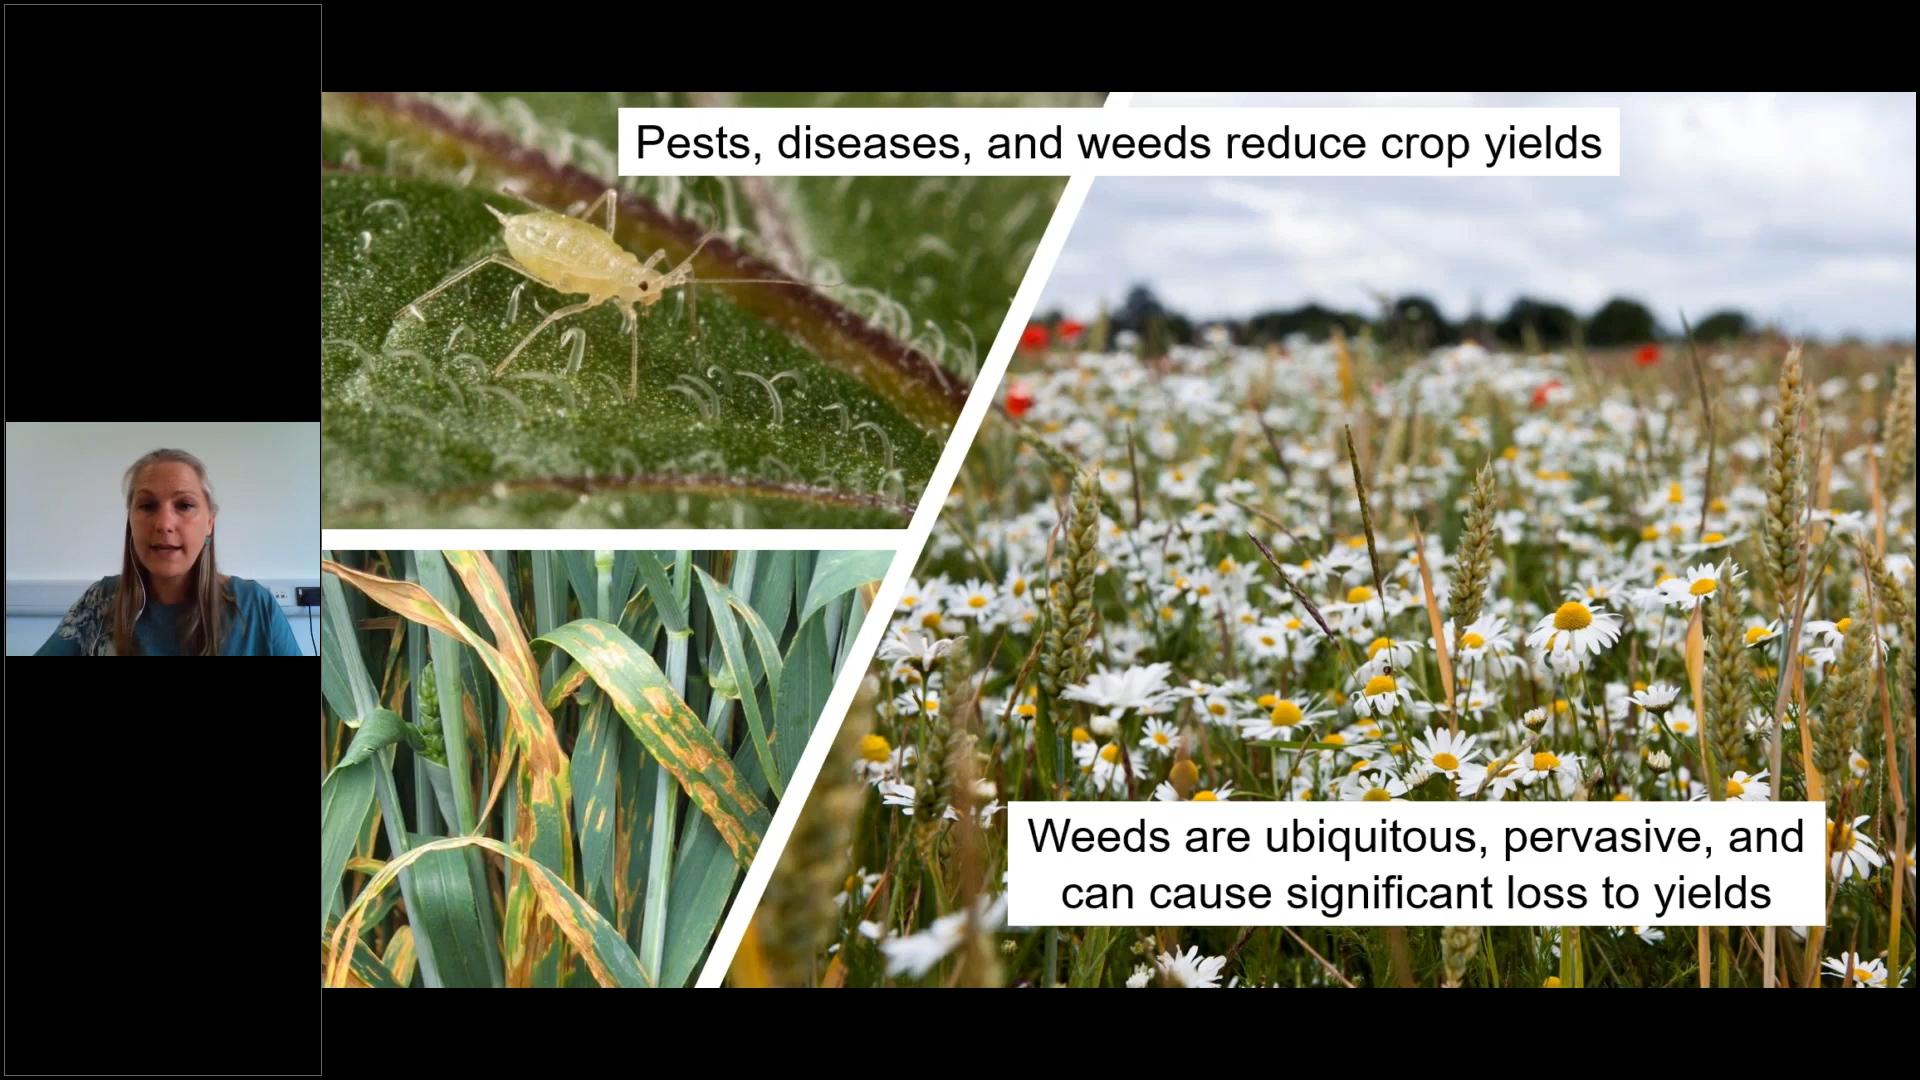 Pests, diseases, and weeds reduce crop yields
Weeds are ubiquitous, pervasive, and
can cause significant loss to yields